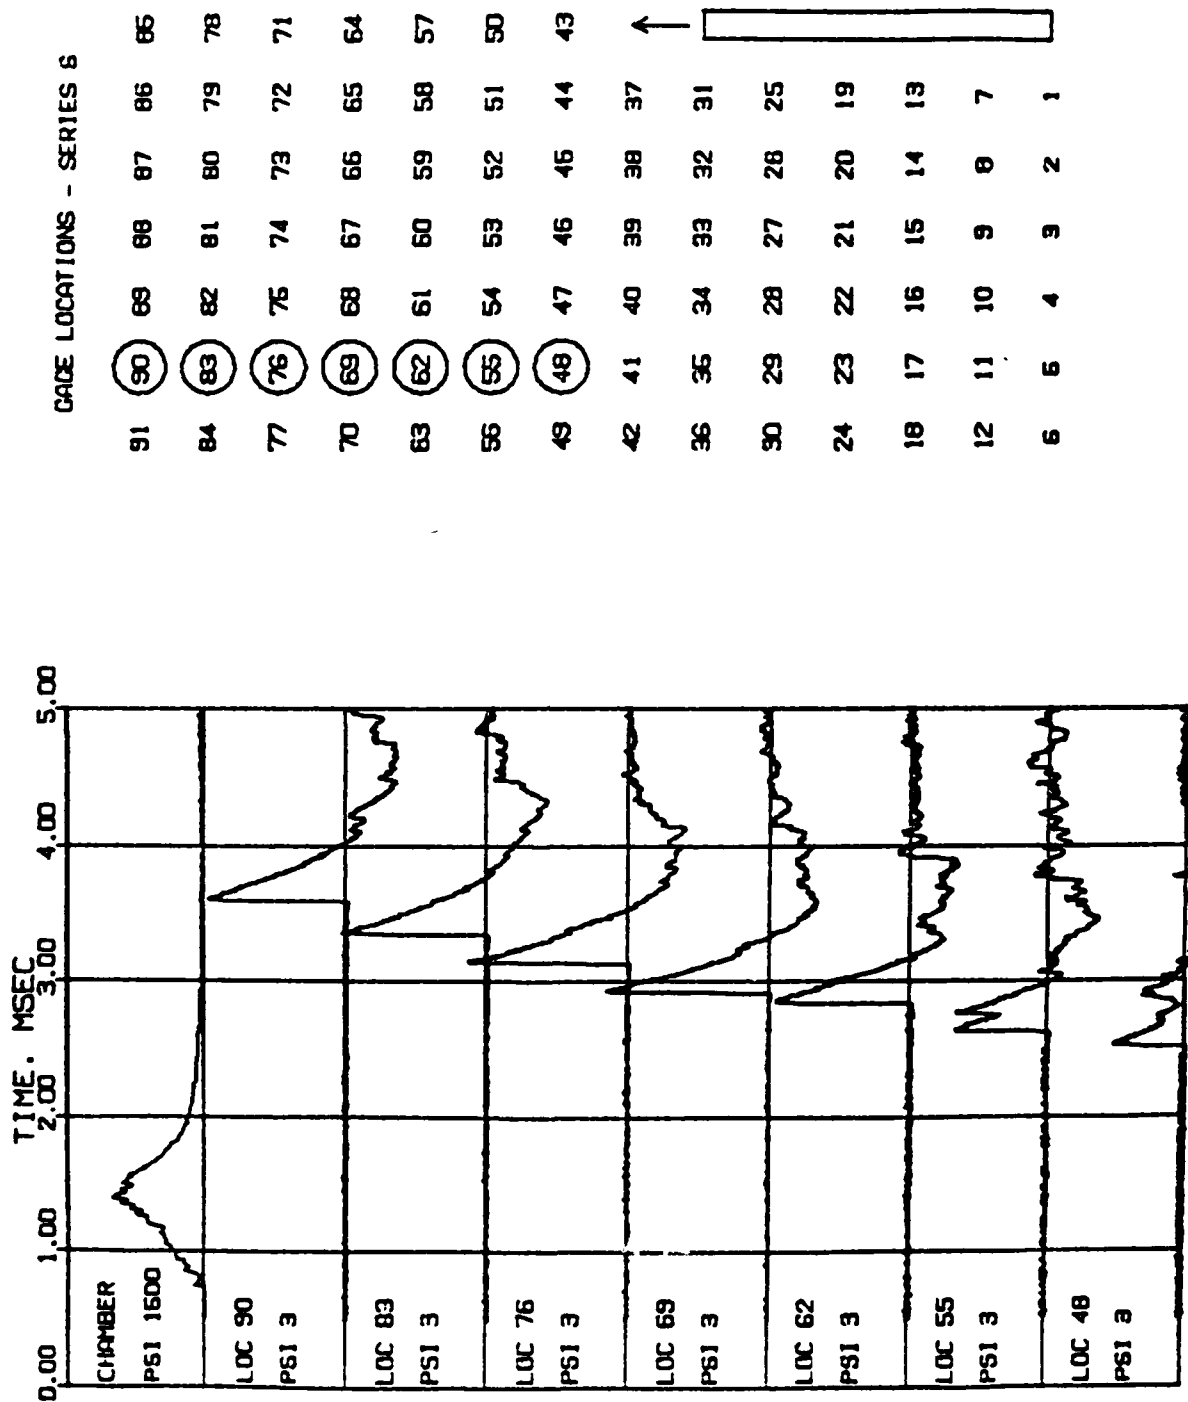 TIME. MSEC
0.00 1.00 2.00 3.00 4.00 5.00
CHAMBER
PSI 1600
LOC 90
PSI 3
LOC 83
PSI 3
LOC 76
PSI 3
LOC 69
PSI 3
LOC 62
PSI 3
LOC 55
PSI 3
LOC 48
PSI 3
GAGE LOCATIONS - SERIES 6
91 90 89 88 87 86 85
84 83 82 81 80 79 78
77 76 75 74 73 72 71
70 69 68 67 66 65 64
63 62 61 60 59 58 57
56 55 54 53 52 51 50
49 48 47 46 45 44 43
42 41 40 39 38 37
36 35 34 33 32 31
30 29 28 27 26 25
24 23 22 21 20 19
18 17 16 15 14 13
12 11 10 9 8 7
6 5 4 3 2 1